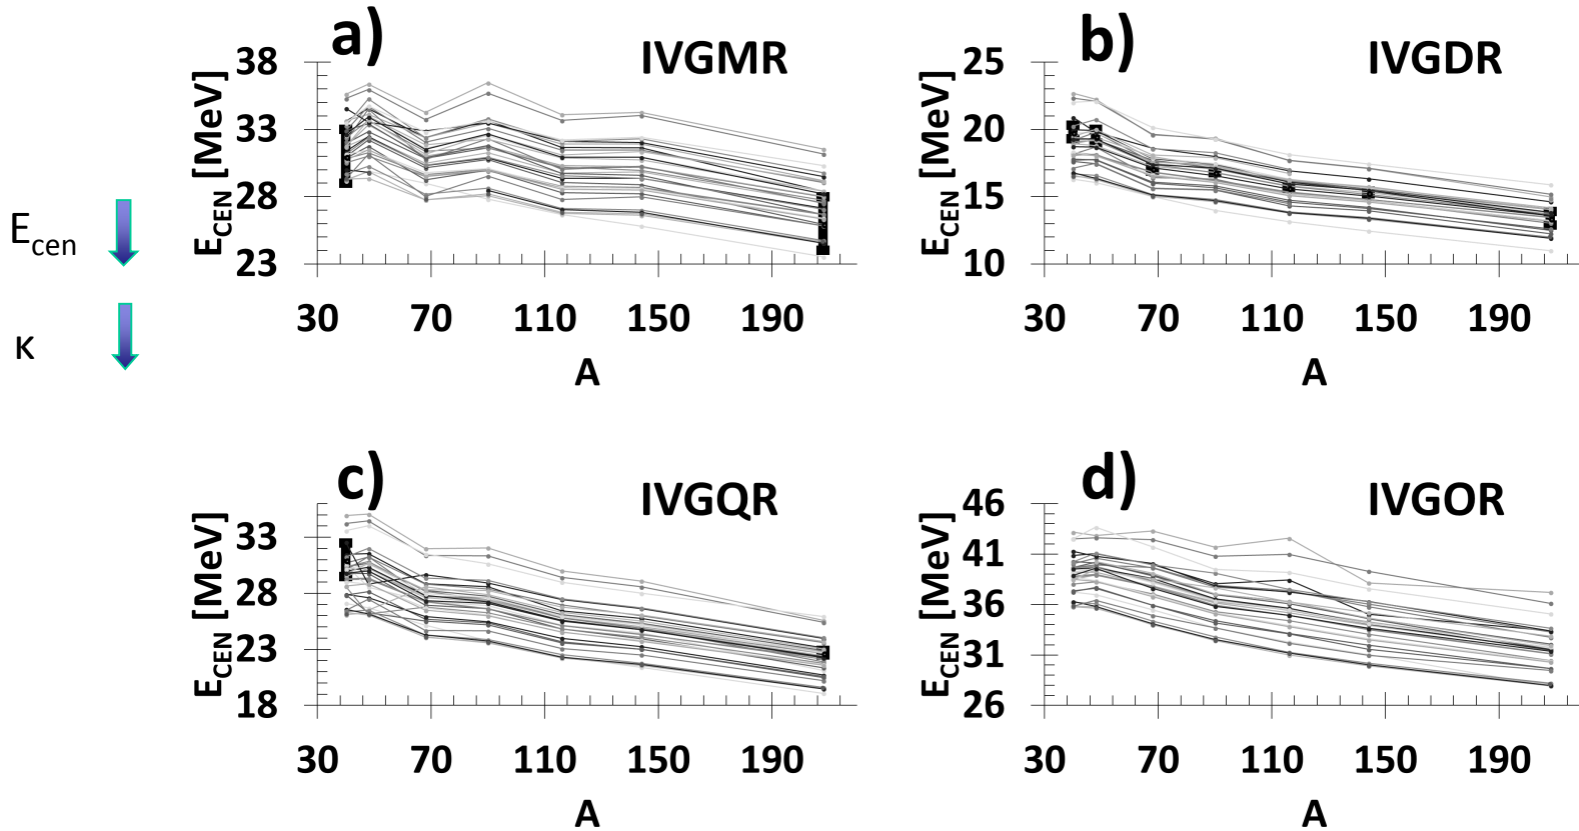 a)
IVGMR
38
33
28
23
E_CEN [MeV]
30 70 110 150 190
A
b)
IVGDR
25
20
15
10
E_CEN [MeV]
30 70 110 150 190
A
E_cen
κ
c)
IVGQR
33
28
23
18
E_CEN [MeV]
30 70 110 150 190
A
d)
IVGOR
46
41
36
31
26
E_CEN [MeV]
30 70 110 150 190
A